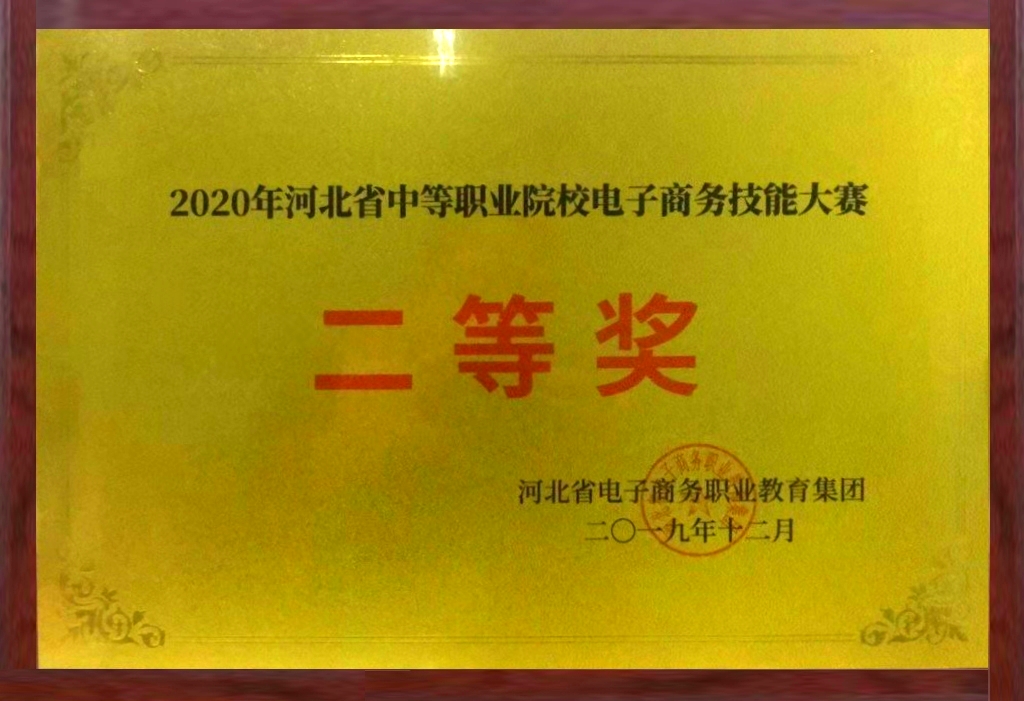 2020年河北省中等职业院校电子商务技能大赛
二等奖
河北省电子商务职业教育集团
二〇一九年十二月